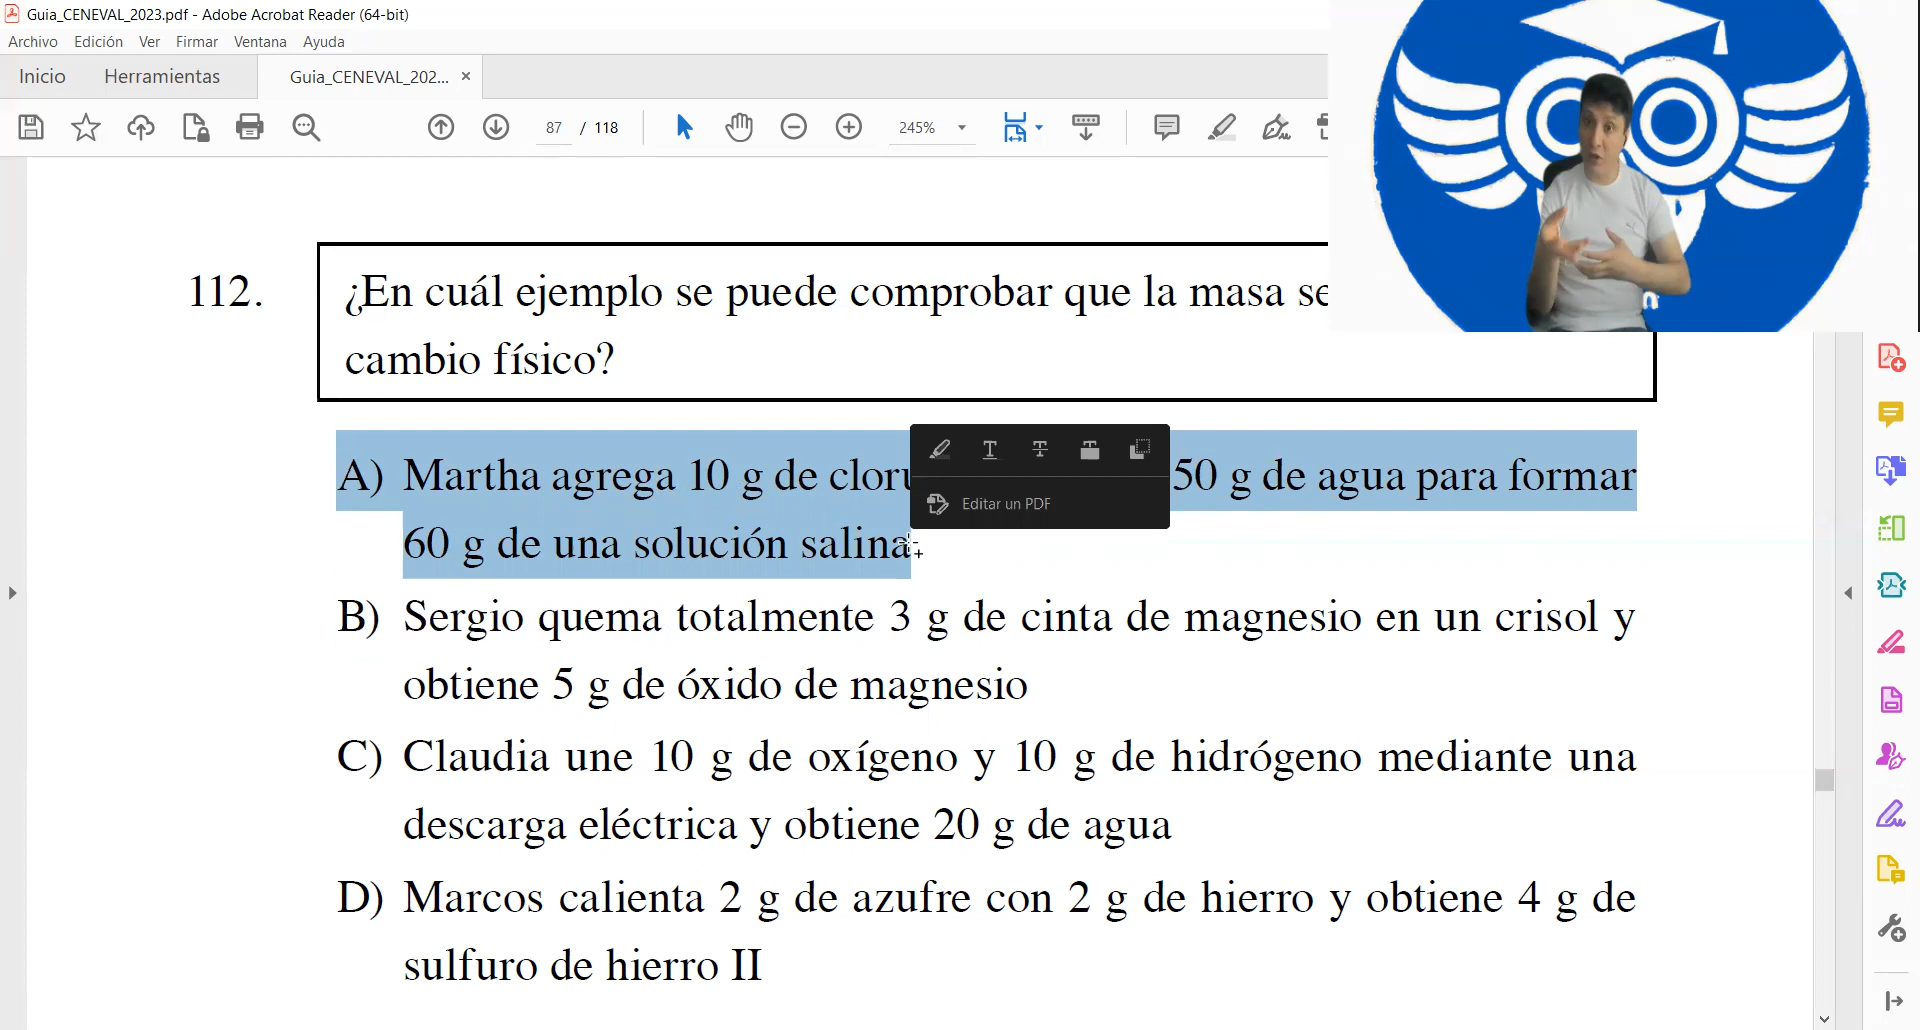 Guia_CENEVAL_2023.pdf - Adobe Acrobat Reader (64-bit)
Archivo Edición Ver Firmar Ventana Ayuda
Inicio Herramientas Guia_CENEVAL_202... ×
87 / 118 245%
112. ¿En cuál ejemplo se puede comprobar que la masa se
cambio físico?
A) Martha agrega 10 g de cloru 50 g de agua para formar
60 g de una solución salina
Editar un PDF
B) Sergio quema totalmente 3 g de cinta de magnesio en un crisol y
obtiene 5 g de óxido de magnesio
C) Claudia une 10 g de oxígeno y 10 g de hidrógeno mediante una
descarga eléctrica y obtiene 20 g de agua
D) Marcos calienta 2 g de azufre con 2 g de hierro y obtiene 4 g de
sulfuro de hierro II